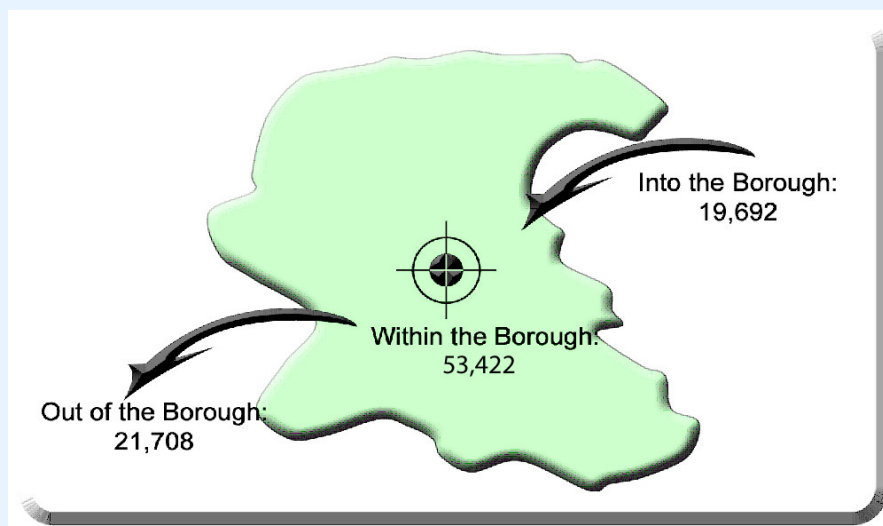 Into the Borough:
19,692
Within the Borough:
53,422
Out of the Borough:
21,708